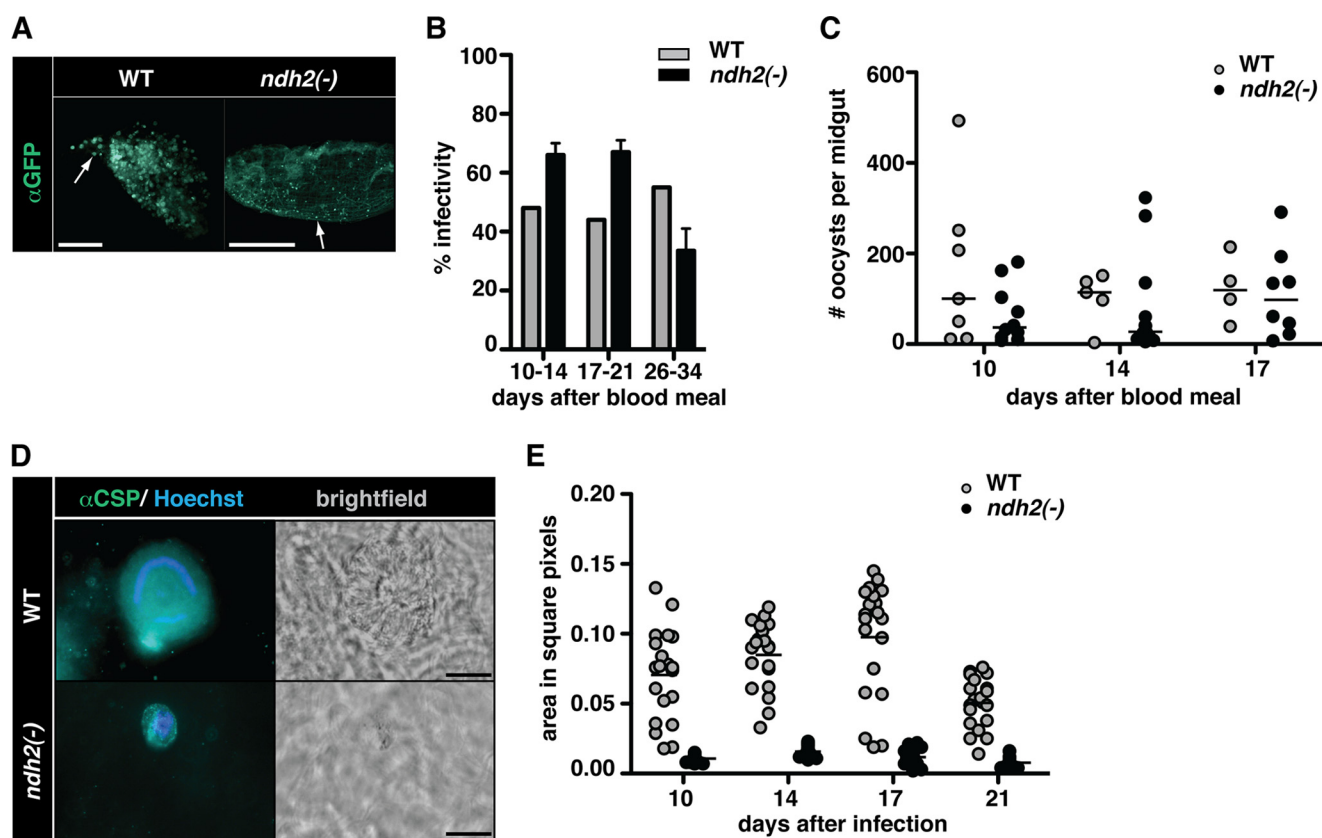 A
WT
ndh2(-)
αGFP
B
WT
ndh2(-)
% infectivity
100
80
60
40
20
0
10-14
17-21
26-34
days after blood meal
C
WT
ndh2(-)
# oocysts per midgut
600
400
200
0
10
14
17
days after blood meal
D
αCSP/ Hoechst
brightfield
WT
ndh2(-)
E
WT
ndh2(-)
area in square pixels
0.20
0.15
0.10
0.05
0.00
10
14
17
21
days after infection